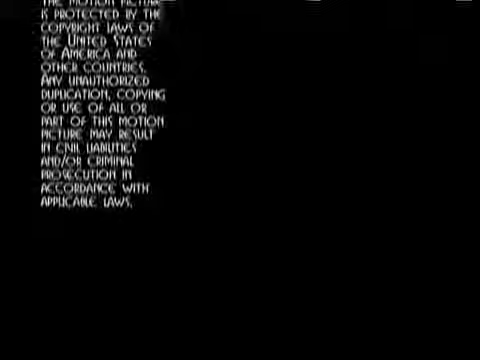 THE MOTION PICTURE
IS PROTECTED BY THE
COPYRIGHT LAWS OF
THE UNITED STATES
OF AMERICA AND
OTHER COUNTRIES.
ANY UNAUTHORIZED
DUPLICATION, COPYING
OR USE OF ALL OR
PART OF THIS MOTION
PICTURE MAY RESULT
IN CIVIL LIABILITIES
AND/OR CRIMINAL
PROSECUTION IN
ACCORDANCE WITH
APPLICABLE LAWS.